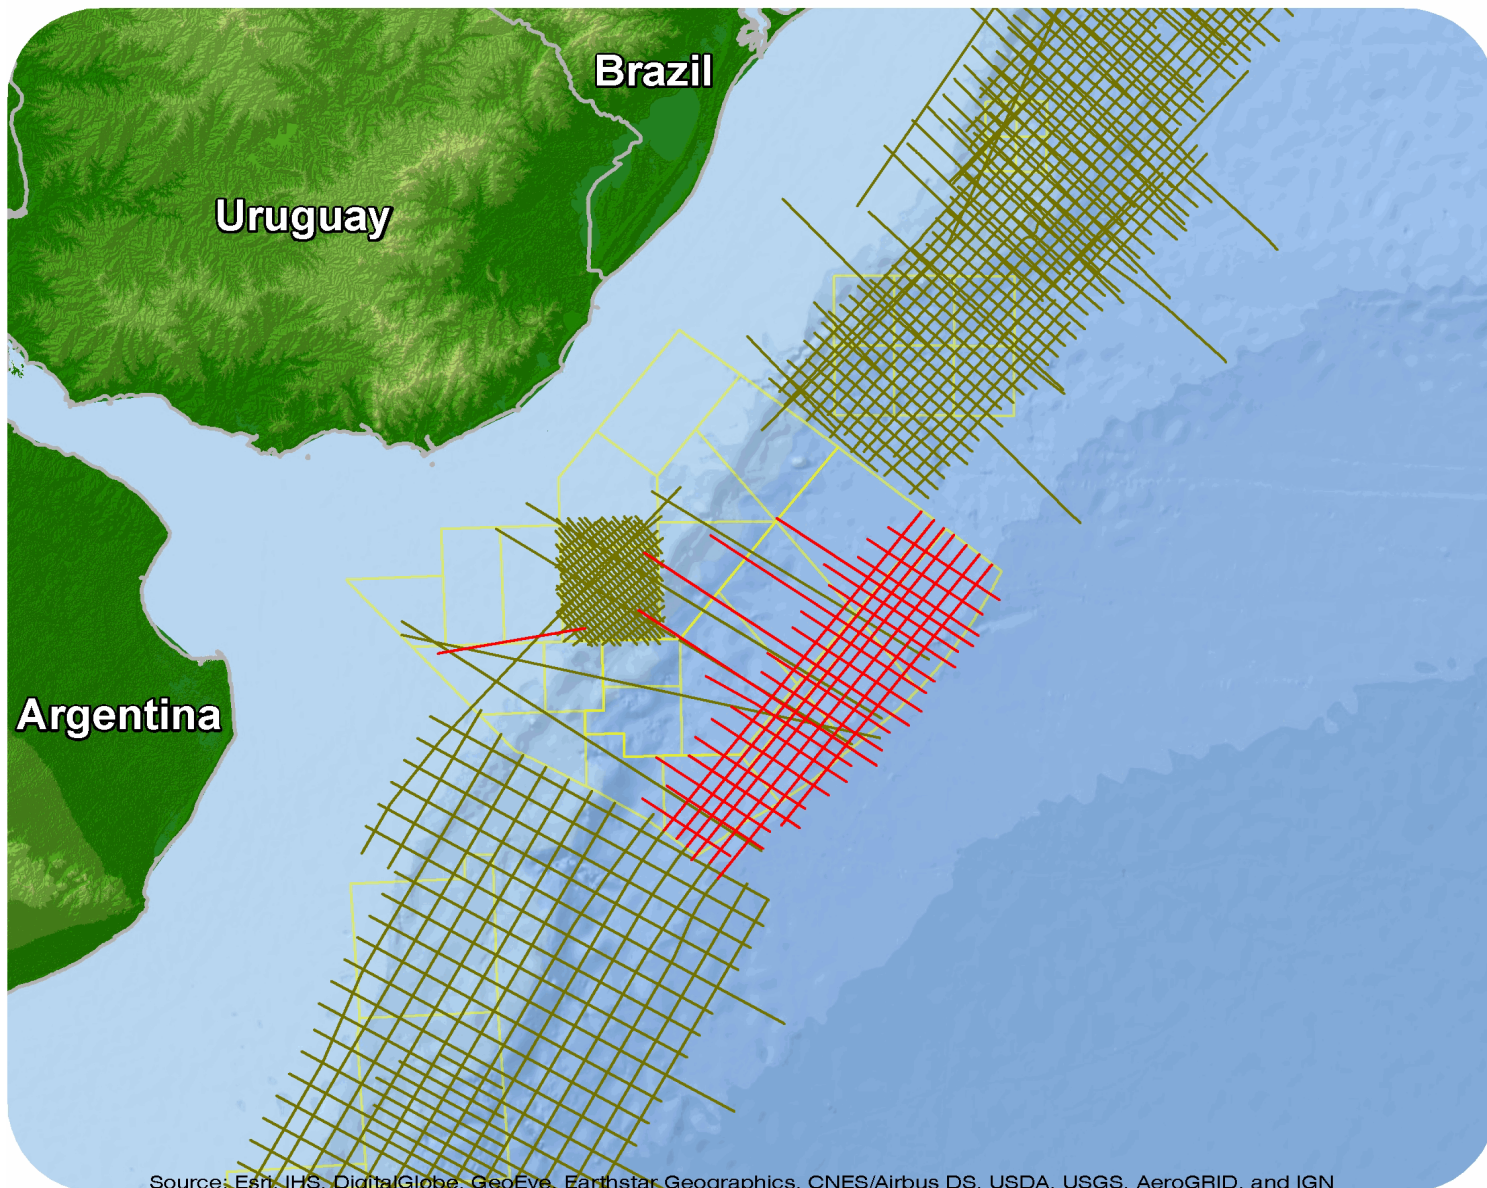 Brazil
Uruguay
Argentina
Source: Esri, IHS, DigitalGlobe, GeoEye, Earthstar Geographics, CNES/Airbus DS, USDA, USGS, AeroGRID, and IGN